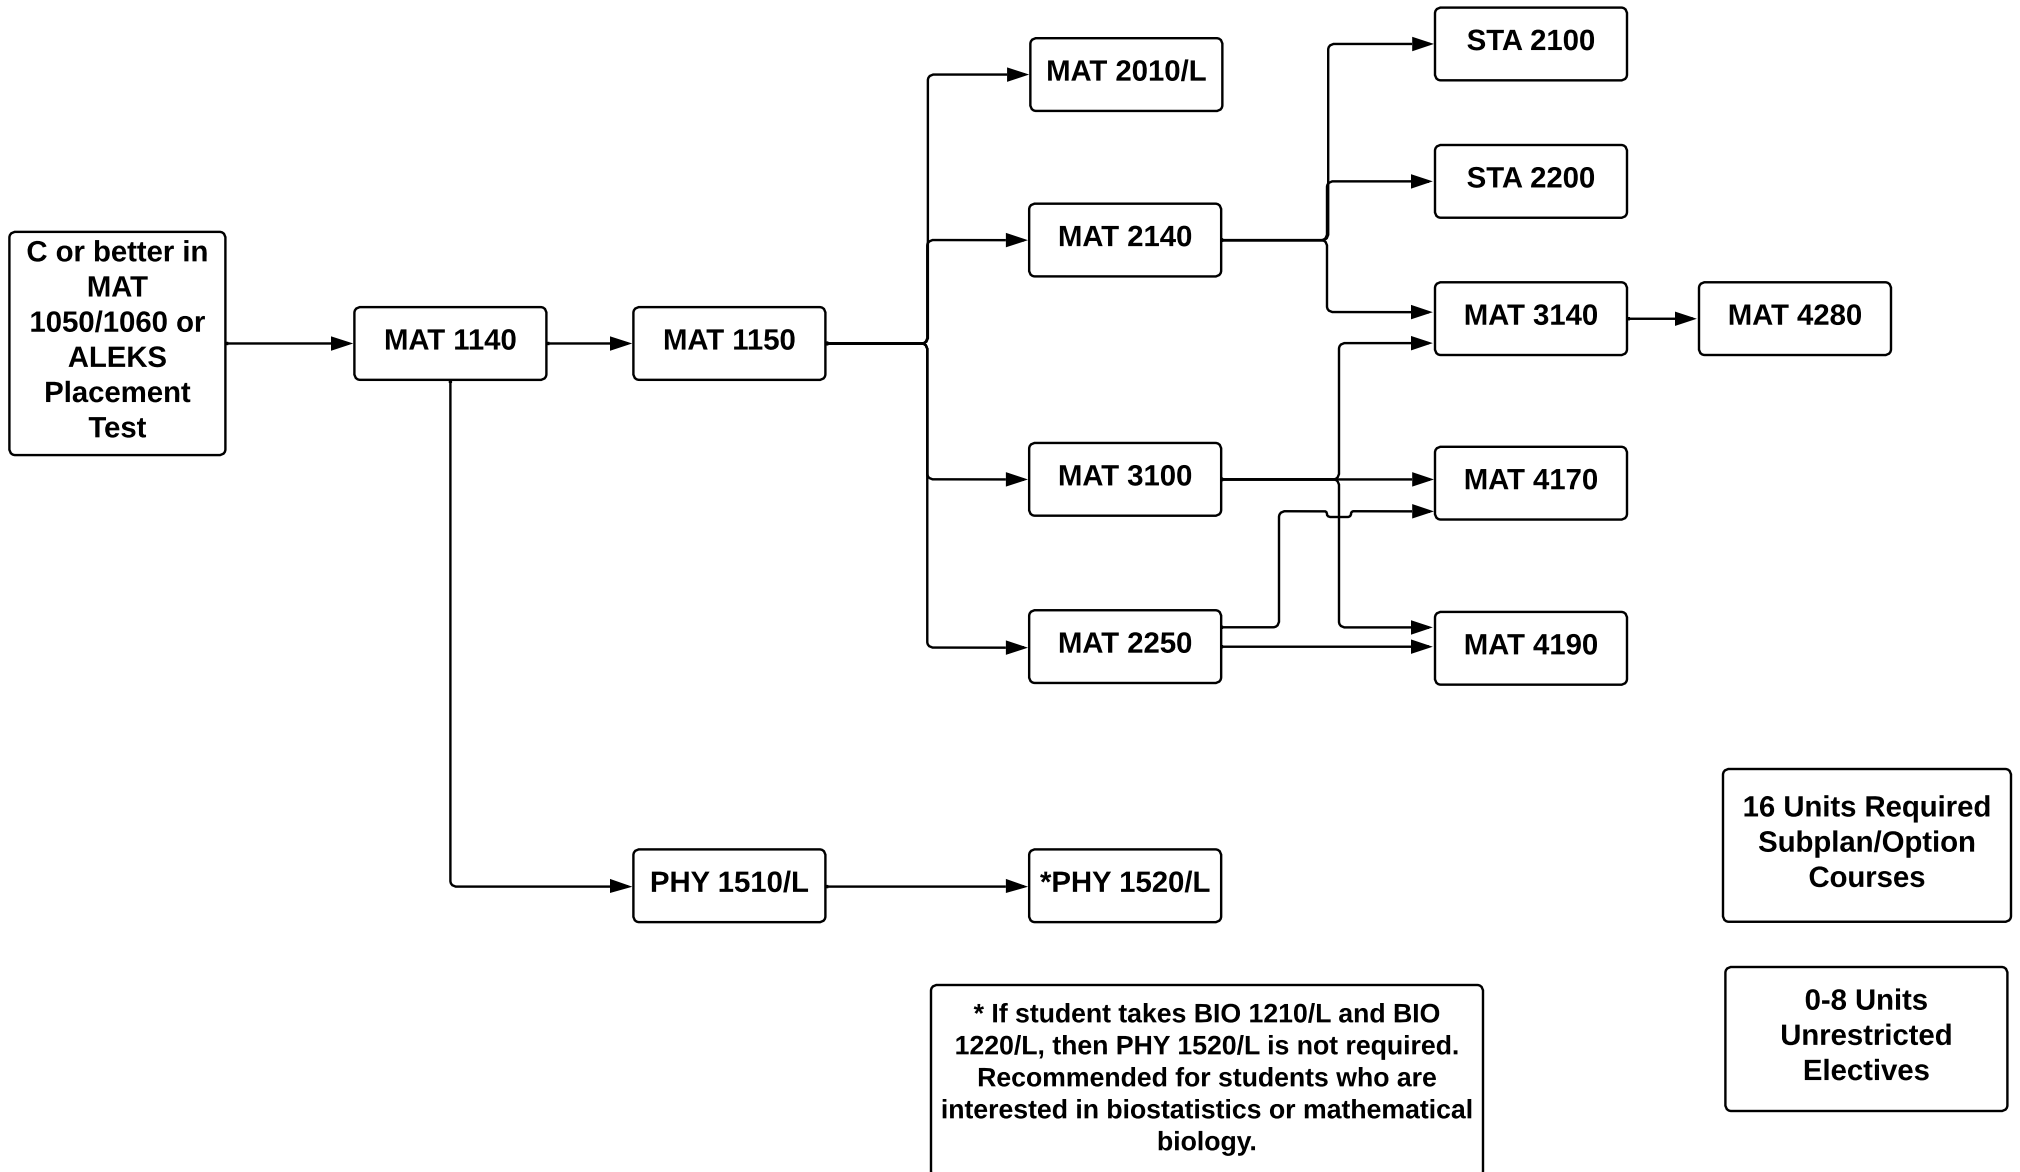 STA 2100
MAT 2010/L
STA 2200
MAT 2140
C or better in
MAT
1050/1060 or
ALEKS
Placement
Test
MAT 1140
MAT 1150
MAT 3140
MAT 4280
MAT 3100
MAT 4170
MAT 2250
MAT 4190
16 Units Required
Subplan/Option
Courses
PHY 1510/L
*PHY 1520/L
0-8 Units
Unrestricted
Electives
* If student takes BIO 1210/L and BIO
1220/L, then PHY 1520/L is not required.
Recommended for students who are
interested in biostatistics or mathematical
biology.